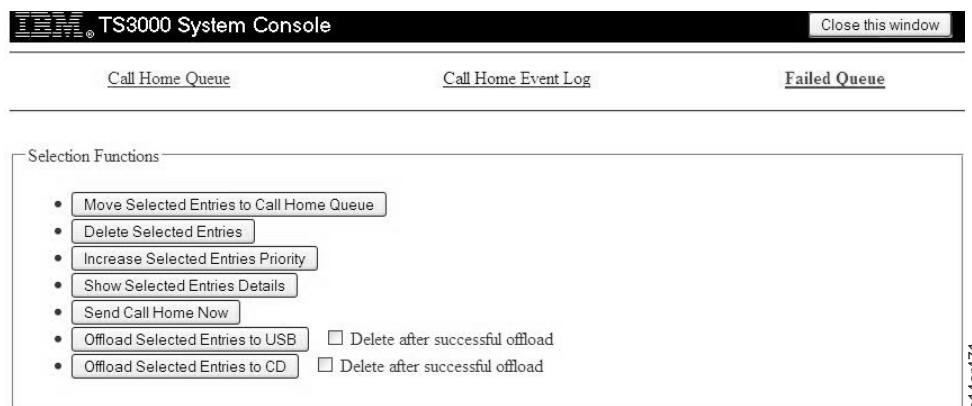 IBM® TS3000 System Console Close this window
Call Home Queue Call Home Event Log Failed Queue
Selection Functions
• Move Selected Entries to Call Home Queue
• Delete Selected Entries
• Increase Selected Entries Priority
• Show Selected Entries Details
• Send Call Home Now
• Offload Selected Entries to USB Delete after successful offload
• Offload Selected Entries to CD Delete after successful offload